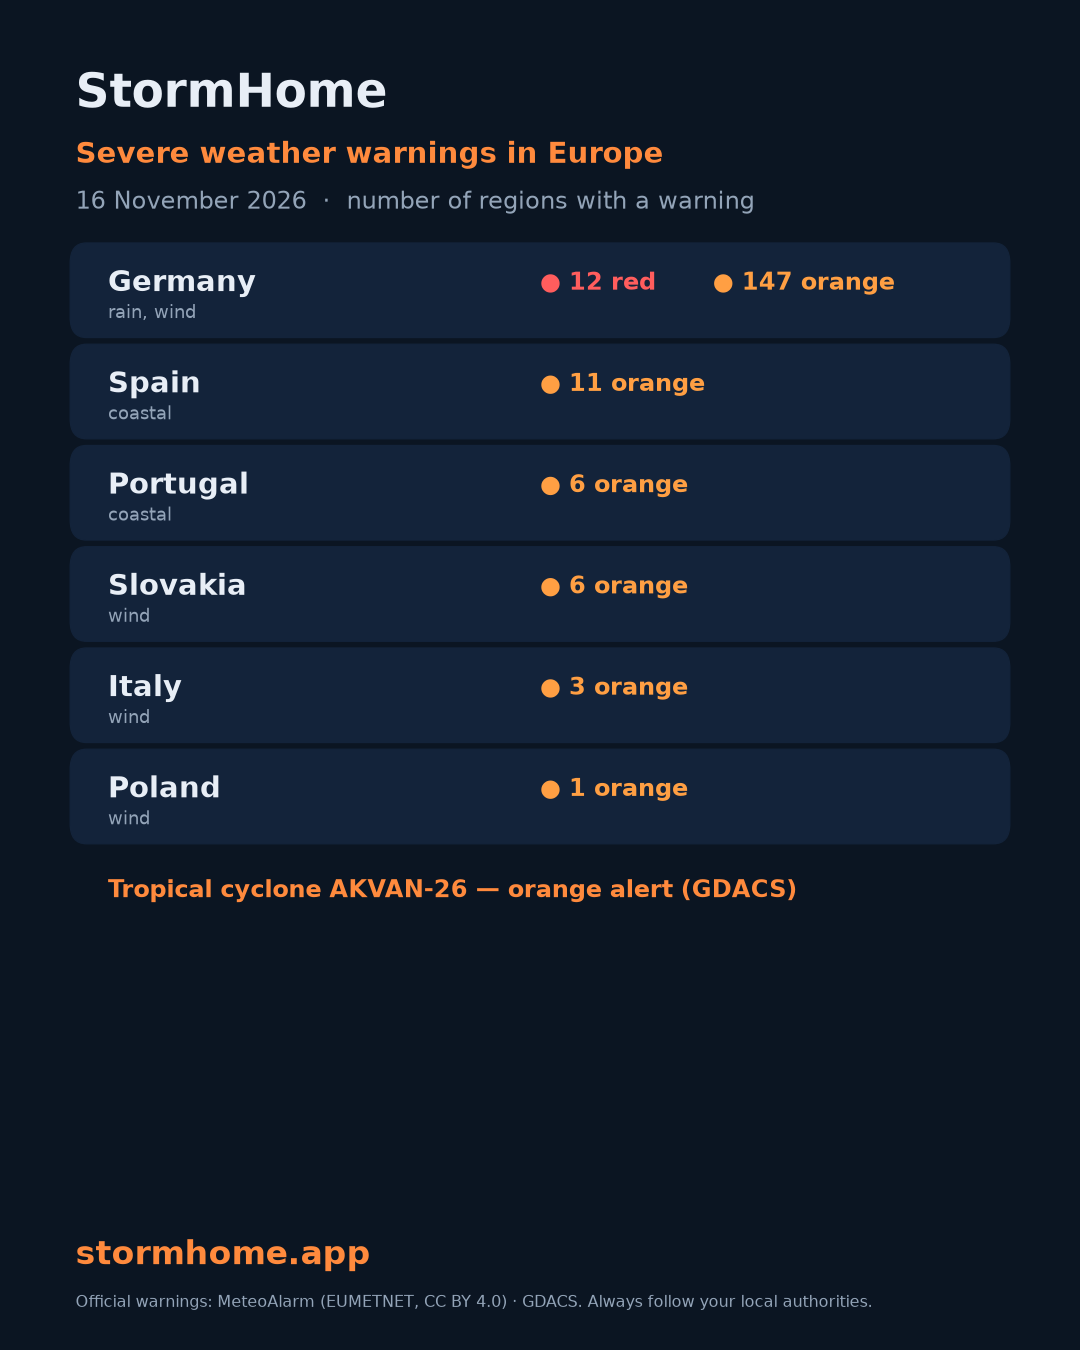 StormHome
Severe weather warnings in Europe
16 November 2026 · number of regions with a warning
Germany
rain, wind
12 red
147 orange
Spain
coastal
11 orange
Portugal
coastal
6 orange
Slovakia
wind
6 orange
Italy
wind
3 orange
Poland
wind
1 orange
Tropical cyclone AKVAN-26 — orange alert (GDACS)
stormhome.app
Official warnings: MeteoAlarm (EUMETNET, CC BY 4.0) · GDACS. Always follow your local authorities.